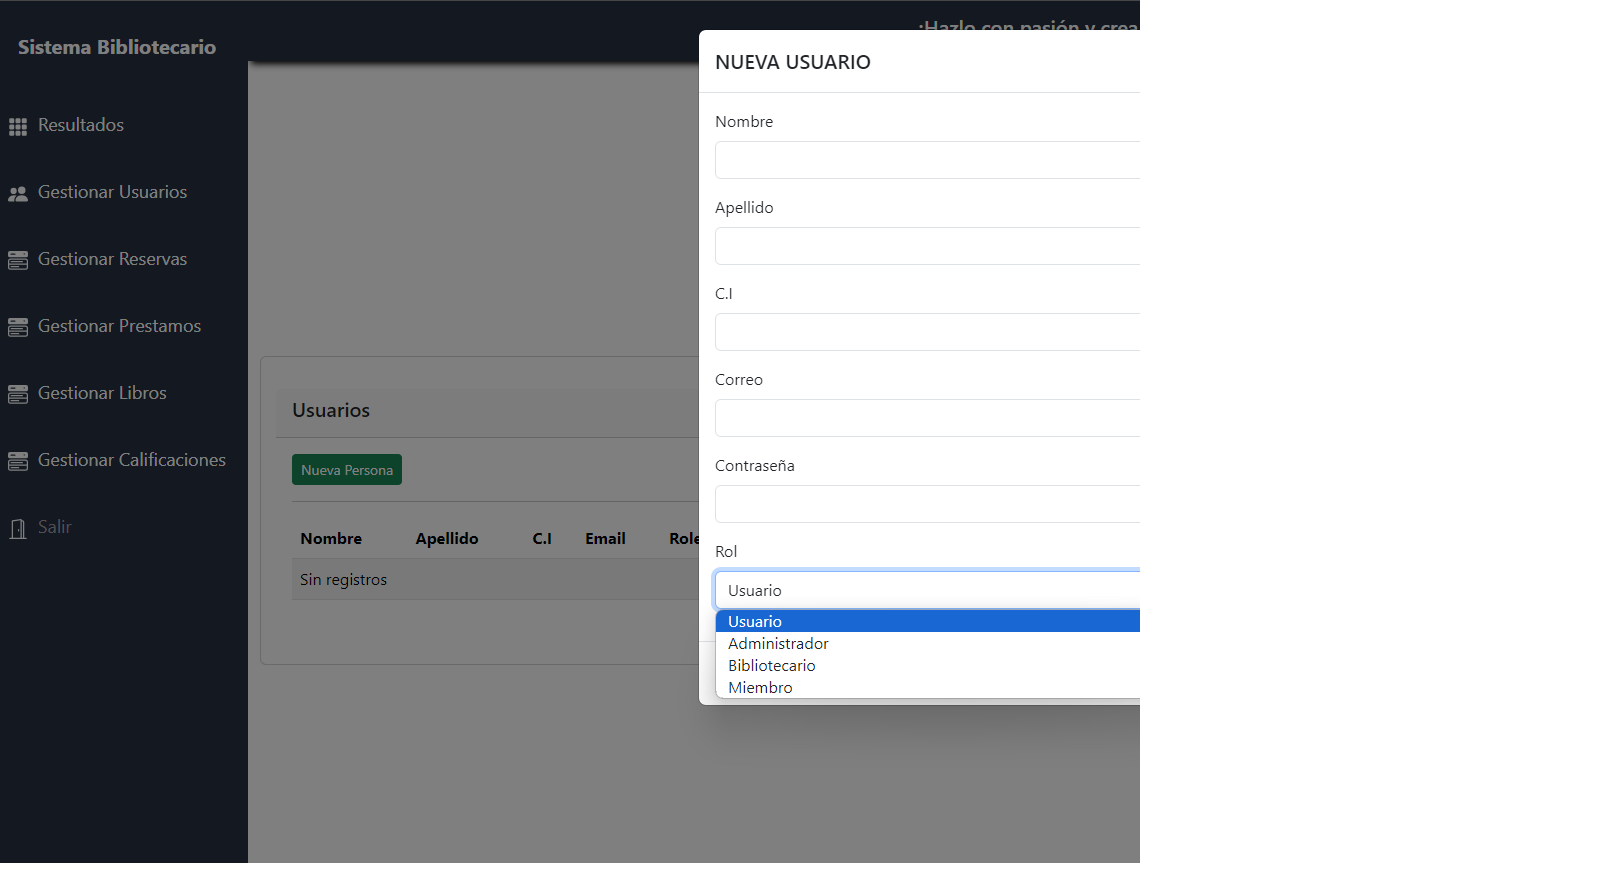 Sistema Bibliotecario
Resultados
Gestionar Usuarios
Gestionar Reservas
Gestionar Prestamos
Gestionar Libros
Gestionar Calificaciones
Salir
¡Hazlo con pasión y crea
Usuarios
Nueva Persona
Nombre Apellido C.I Email Role
Sin registros
NUEVA USUARIO
Nombre
Apellido
C.I
Correo
Contraseña
Rol
Usuario
Usuario
Administrador
Bibliotecario
Miembro